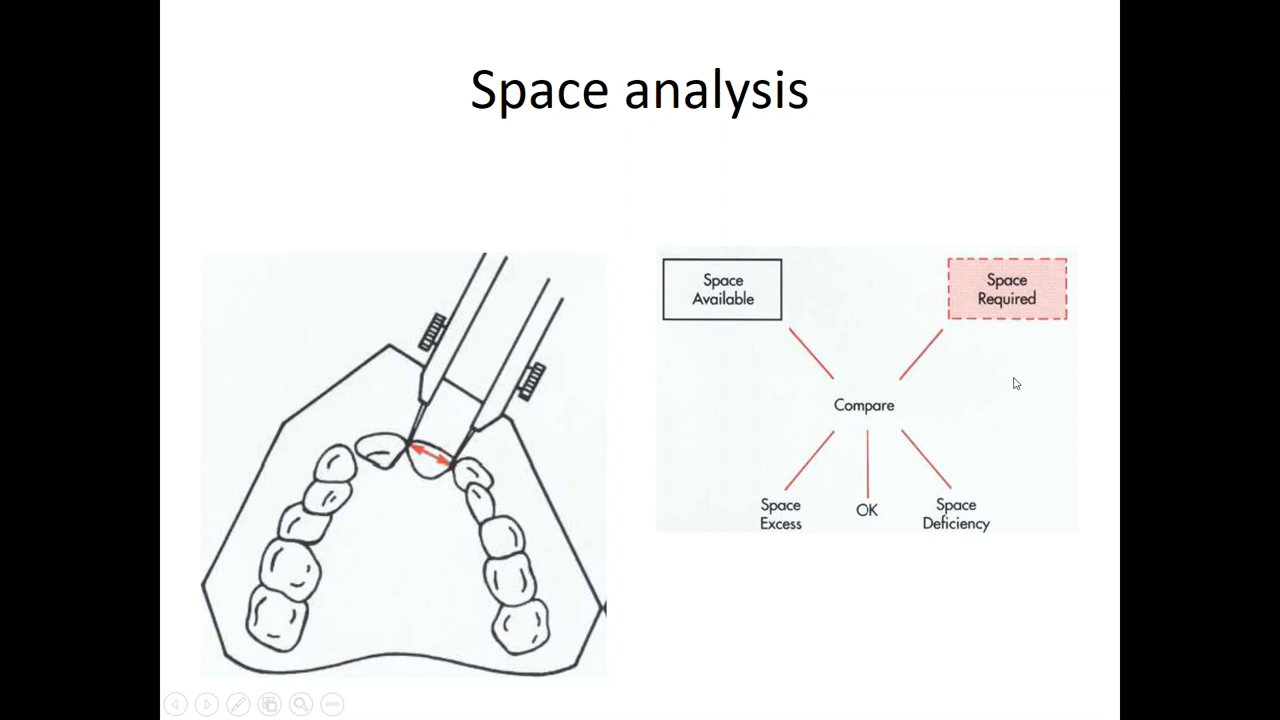 Space analysis
Space
Available
Space
Required
Compare
Space
Excess
OK
Space
Deficiency